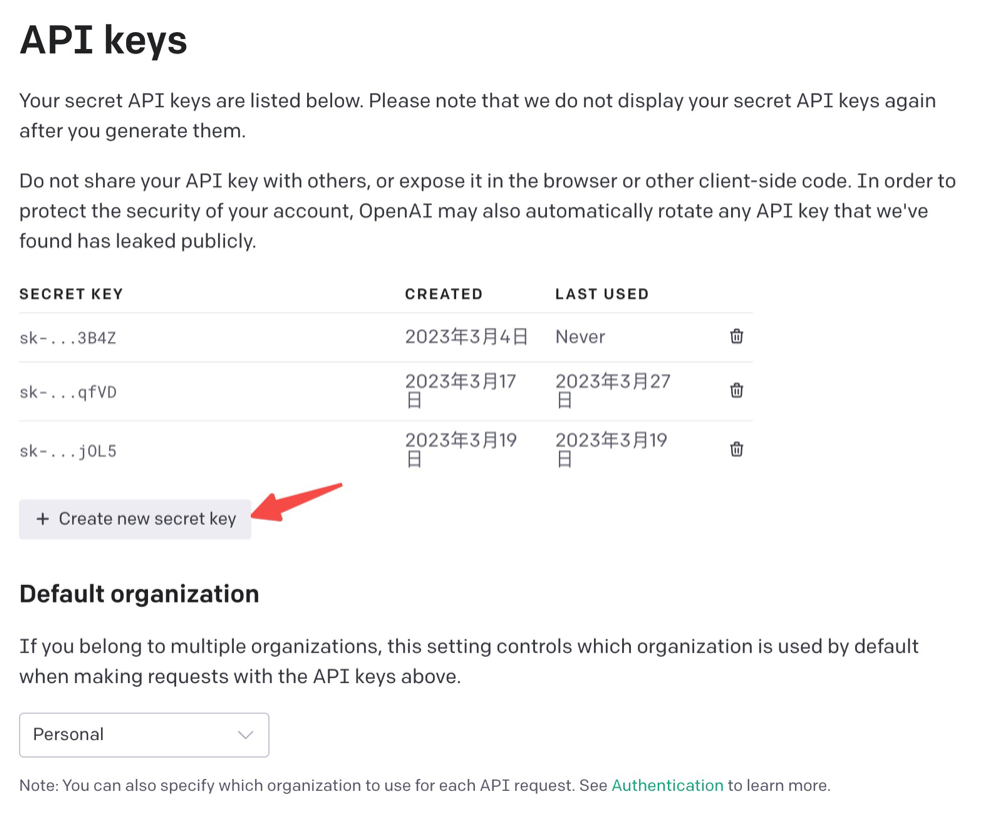 API keys
Your secret API keys are listed below. Please note that we do not display your secret API keys again
after you generate them.
Do not share your API key with others, or expose it in the browser or other client-side code. In order to
protect the security of your account, OpenAI may also automatically rotate any API key that we've
found has leaked publicly.
SECRET KEY CREATED LAST USED
sk-...3B4Z 2023年3月4日 Never
sk-...qfVD 2023年3月17日 2023年3月27日
sk-...j0L5 2023年3月19日 2023年3月19日
+ Create new secret key
Default organization
If you belong to multiple organizations, this setting controls which organization is used by default
when making requests with the API keys above.
Personal
Note: You can also specify which organization to use for each API request. See Authentication to learn more.